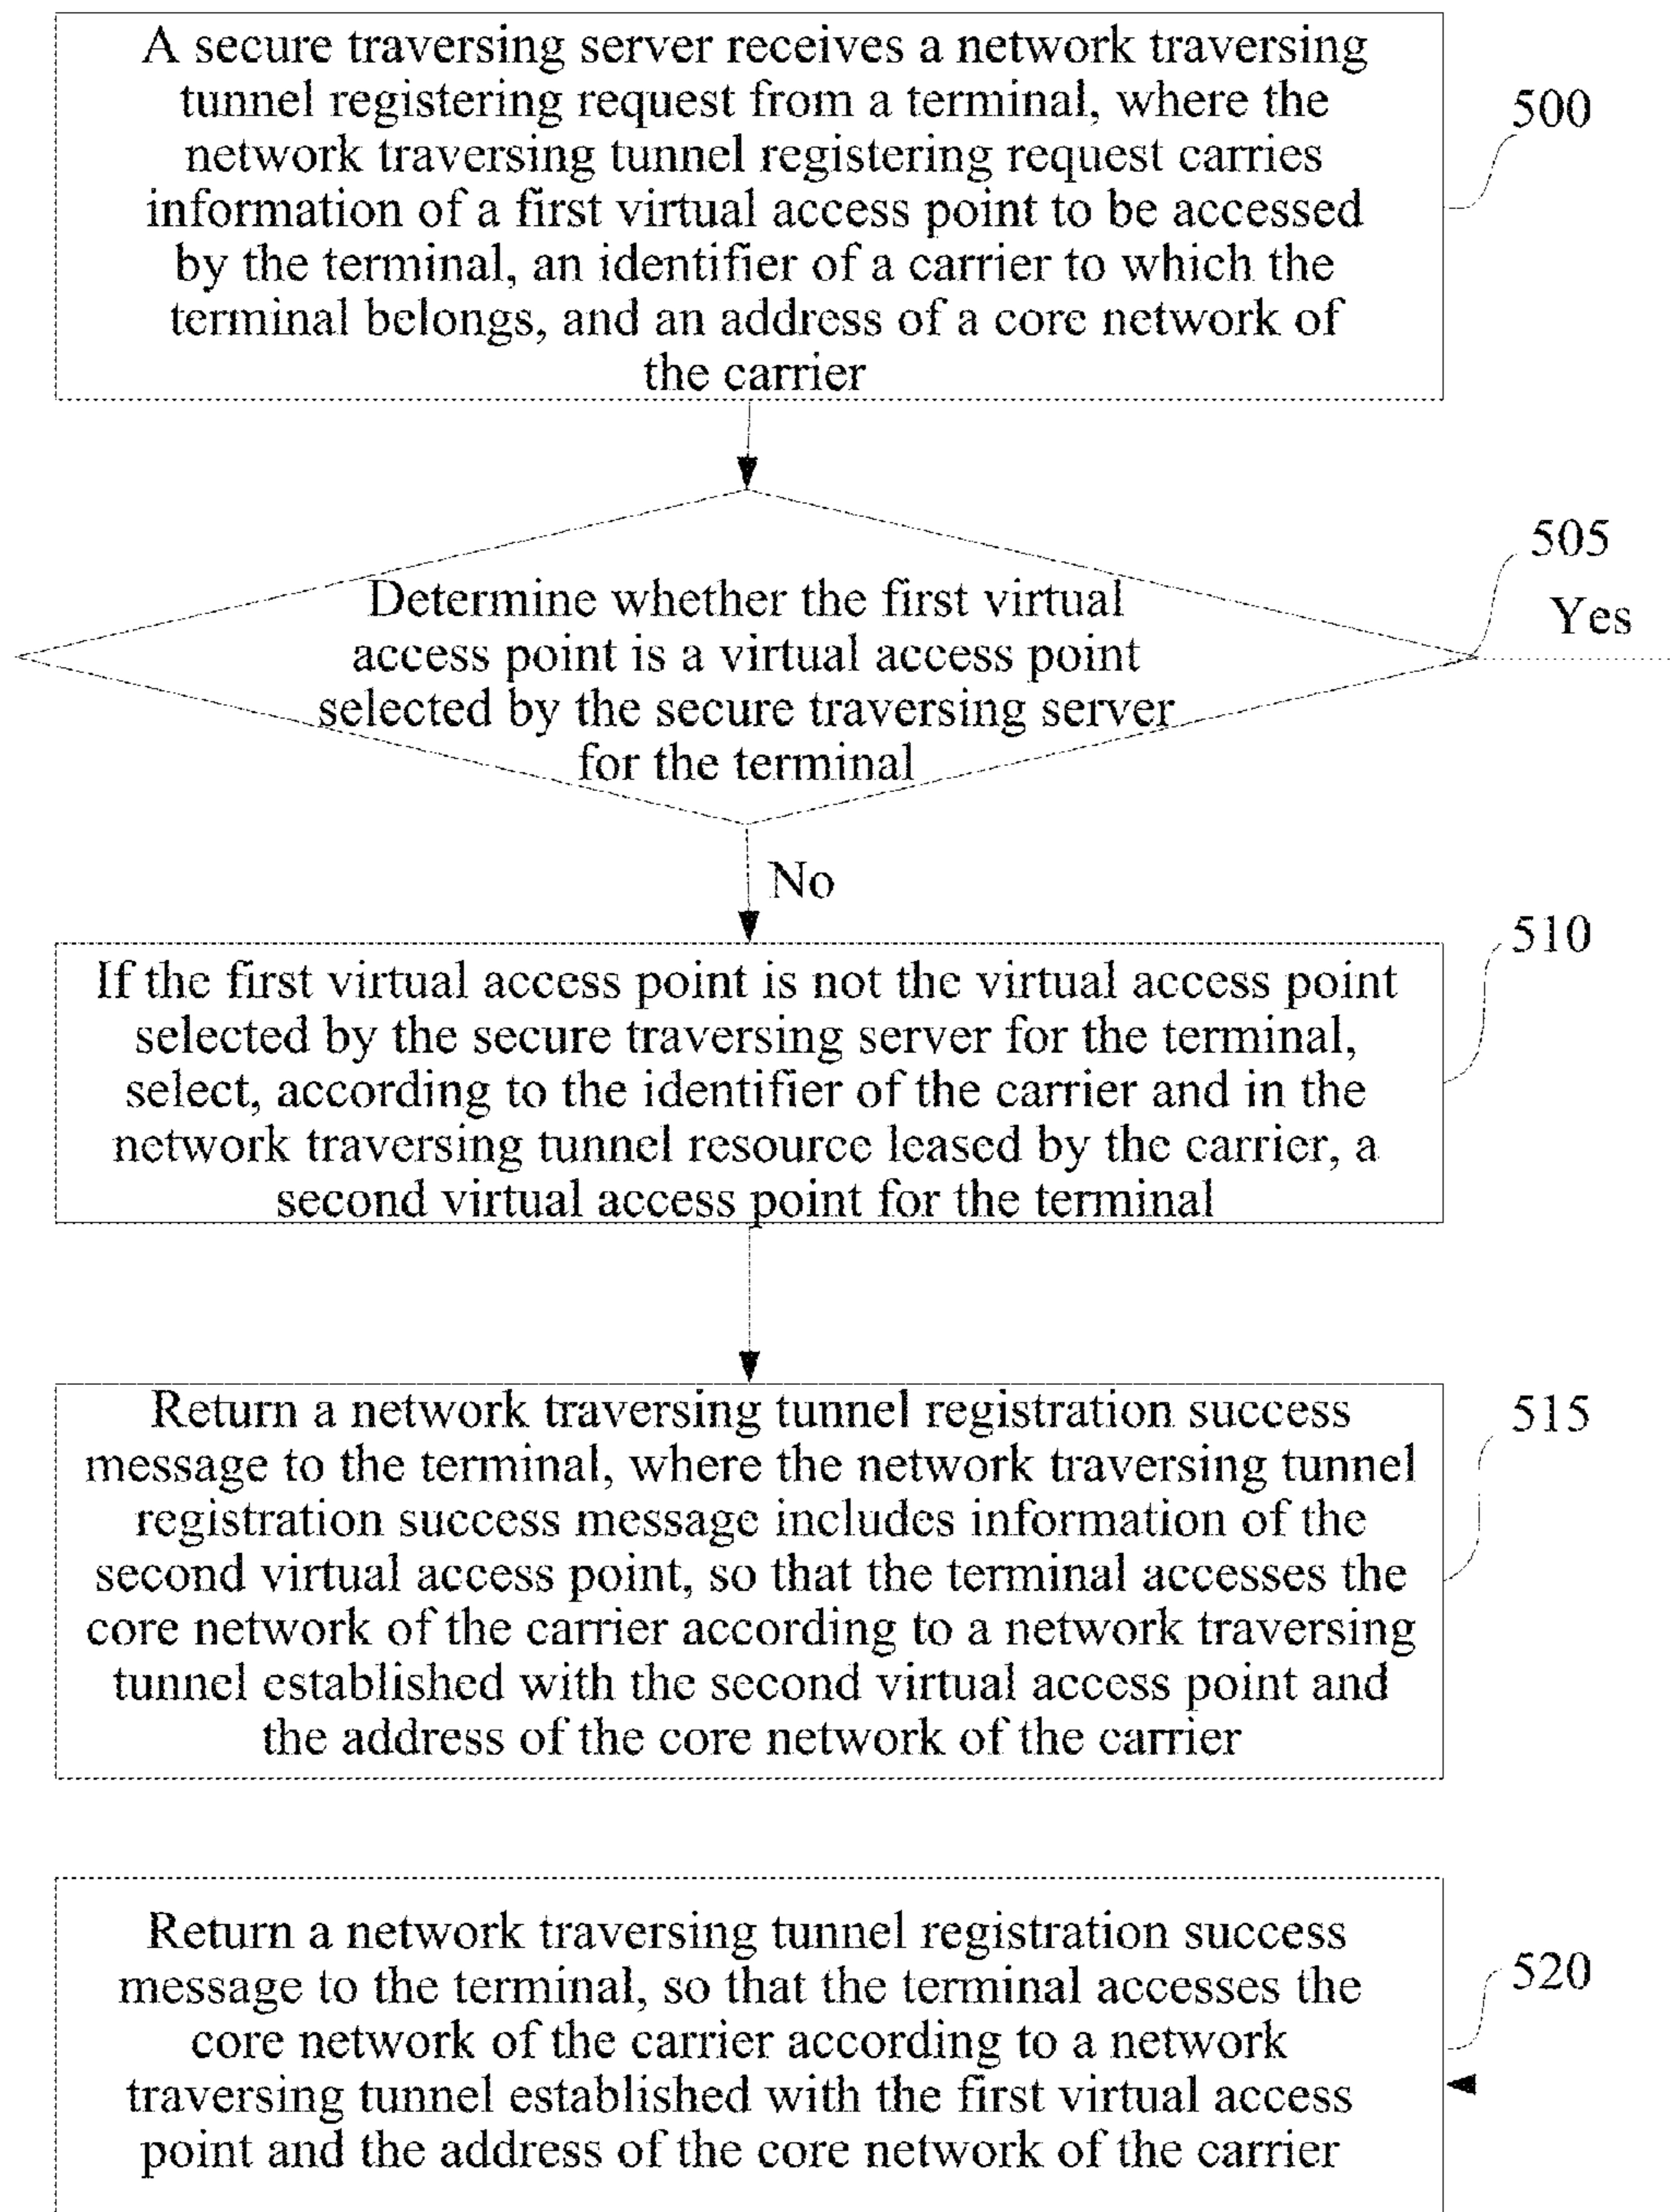 A secure traversing server receives a network traversing
tunnel registering request from a terminal, where the
network traversing tunnel registering request carries
information of a first virtual access point to be accessed
by the terminal, an identifier of a carrier to which the
terminal belongs, and an address of a core network of
the carrier
500
505
Yes
Determine whether the first virtual
access point is a virtual access point
selected by the secure traversing server
for the terminal
No
510
If the first virtual access point is not the virtual access point
selected by the secure traversing server for the terminal,
select, according to the identifier of the carrier and in the
network traversing tunnel resource leased by the carrier, a
second virtual access point for the terminal
515
Return a network traversing tunnel registration success
message to the terminal, where the network traversing tunnel
registration success message includes information of the
second virtual access point, so that the terminal accesses the
core network of the carrier according to a network traversing
tunnel established with the second virtual access point and
the address of the core network of the carrier
Return a network traversing tunnel registration success
message to the terminal, so that the terminal accesses the
core network of the carrier according to a network
traversing tunnel established with the first virtual access
point and the address of the core network of the carrier
520